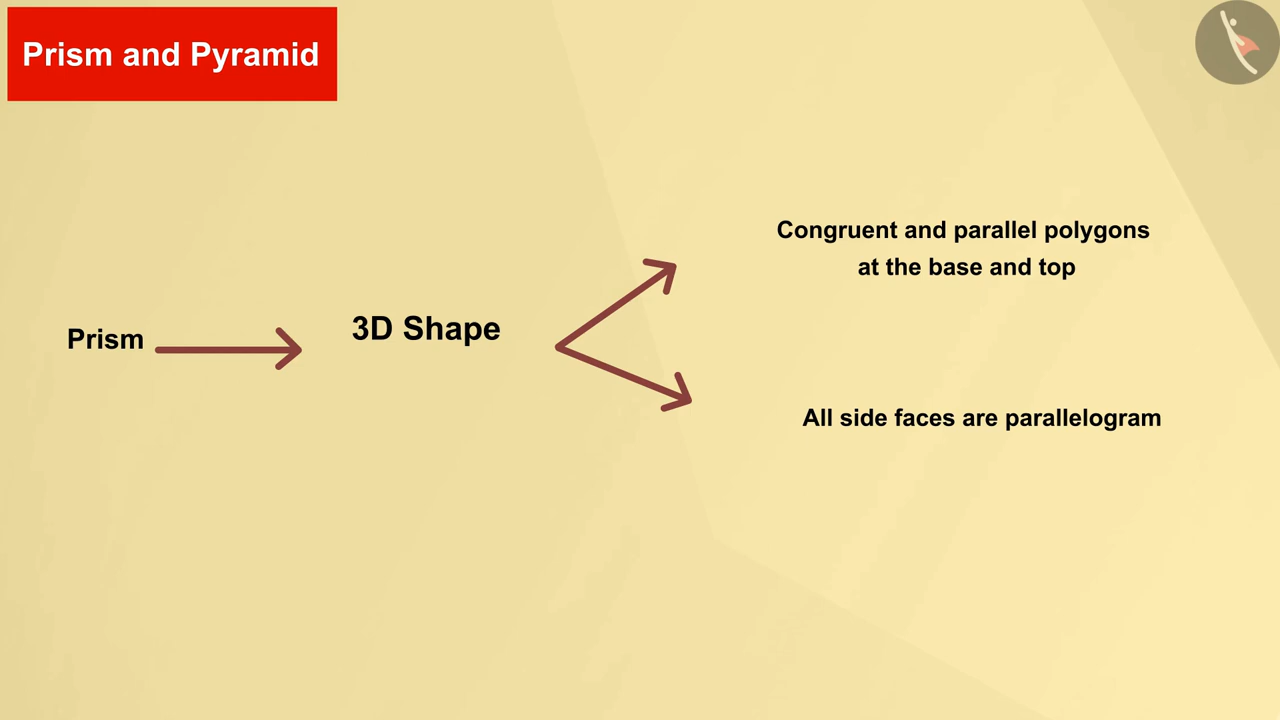 Prism and Pyramid
Prism
3D Shape
Congruent and parallel polygons
at the base and top
All side faces are parallelogram